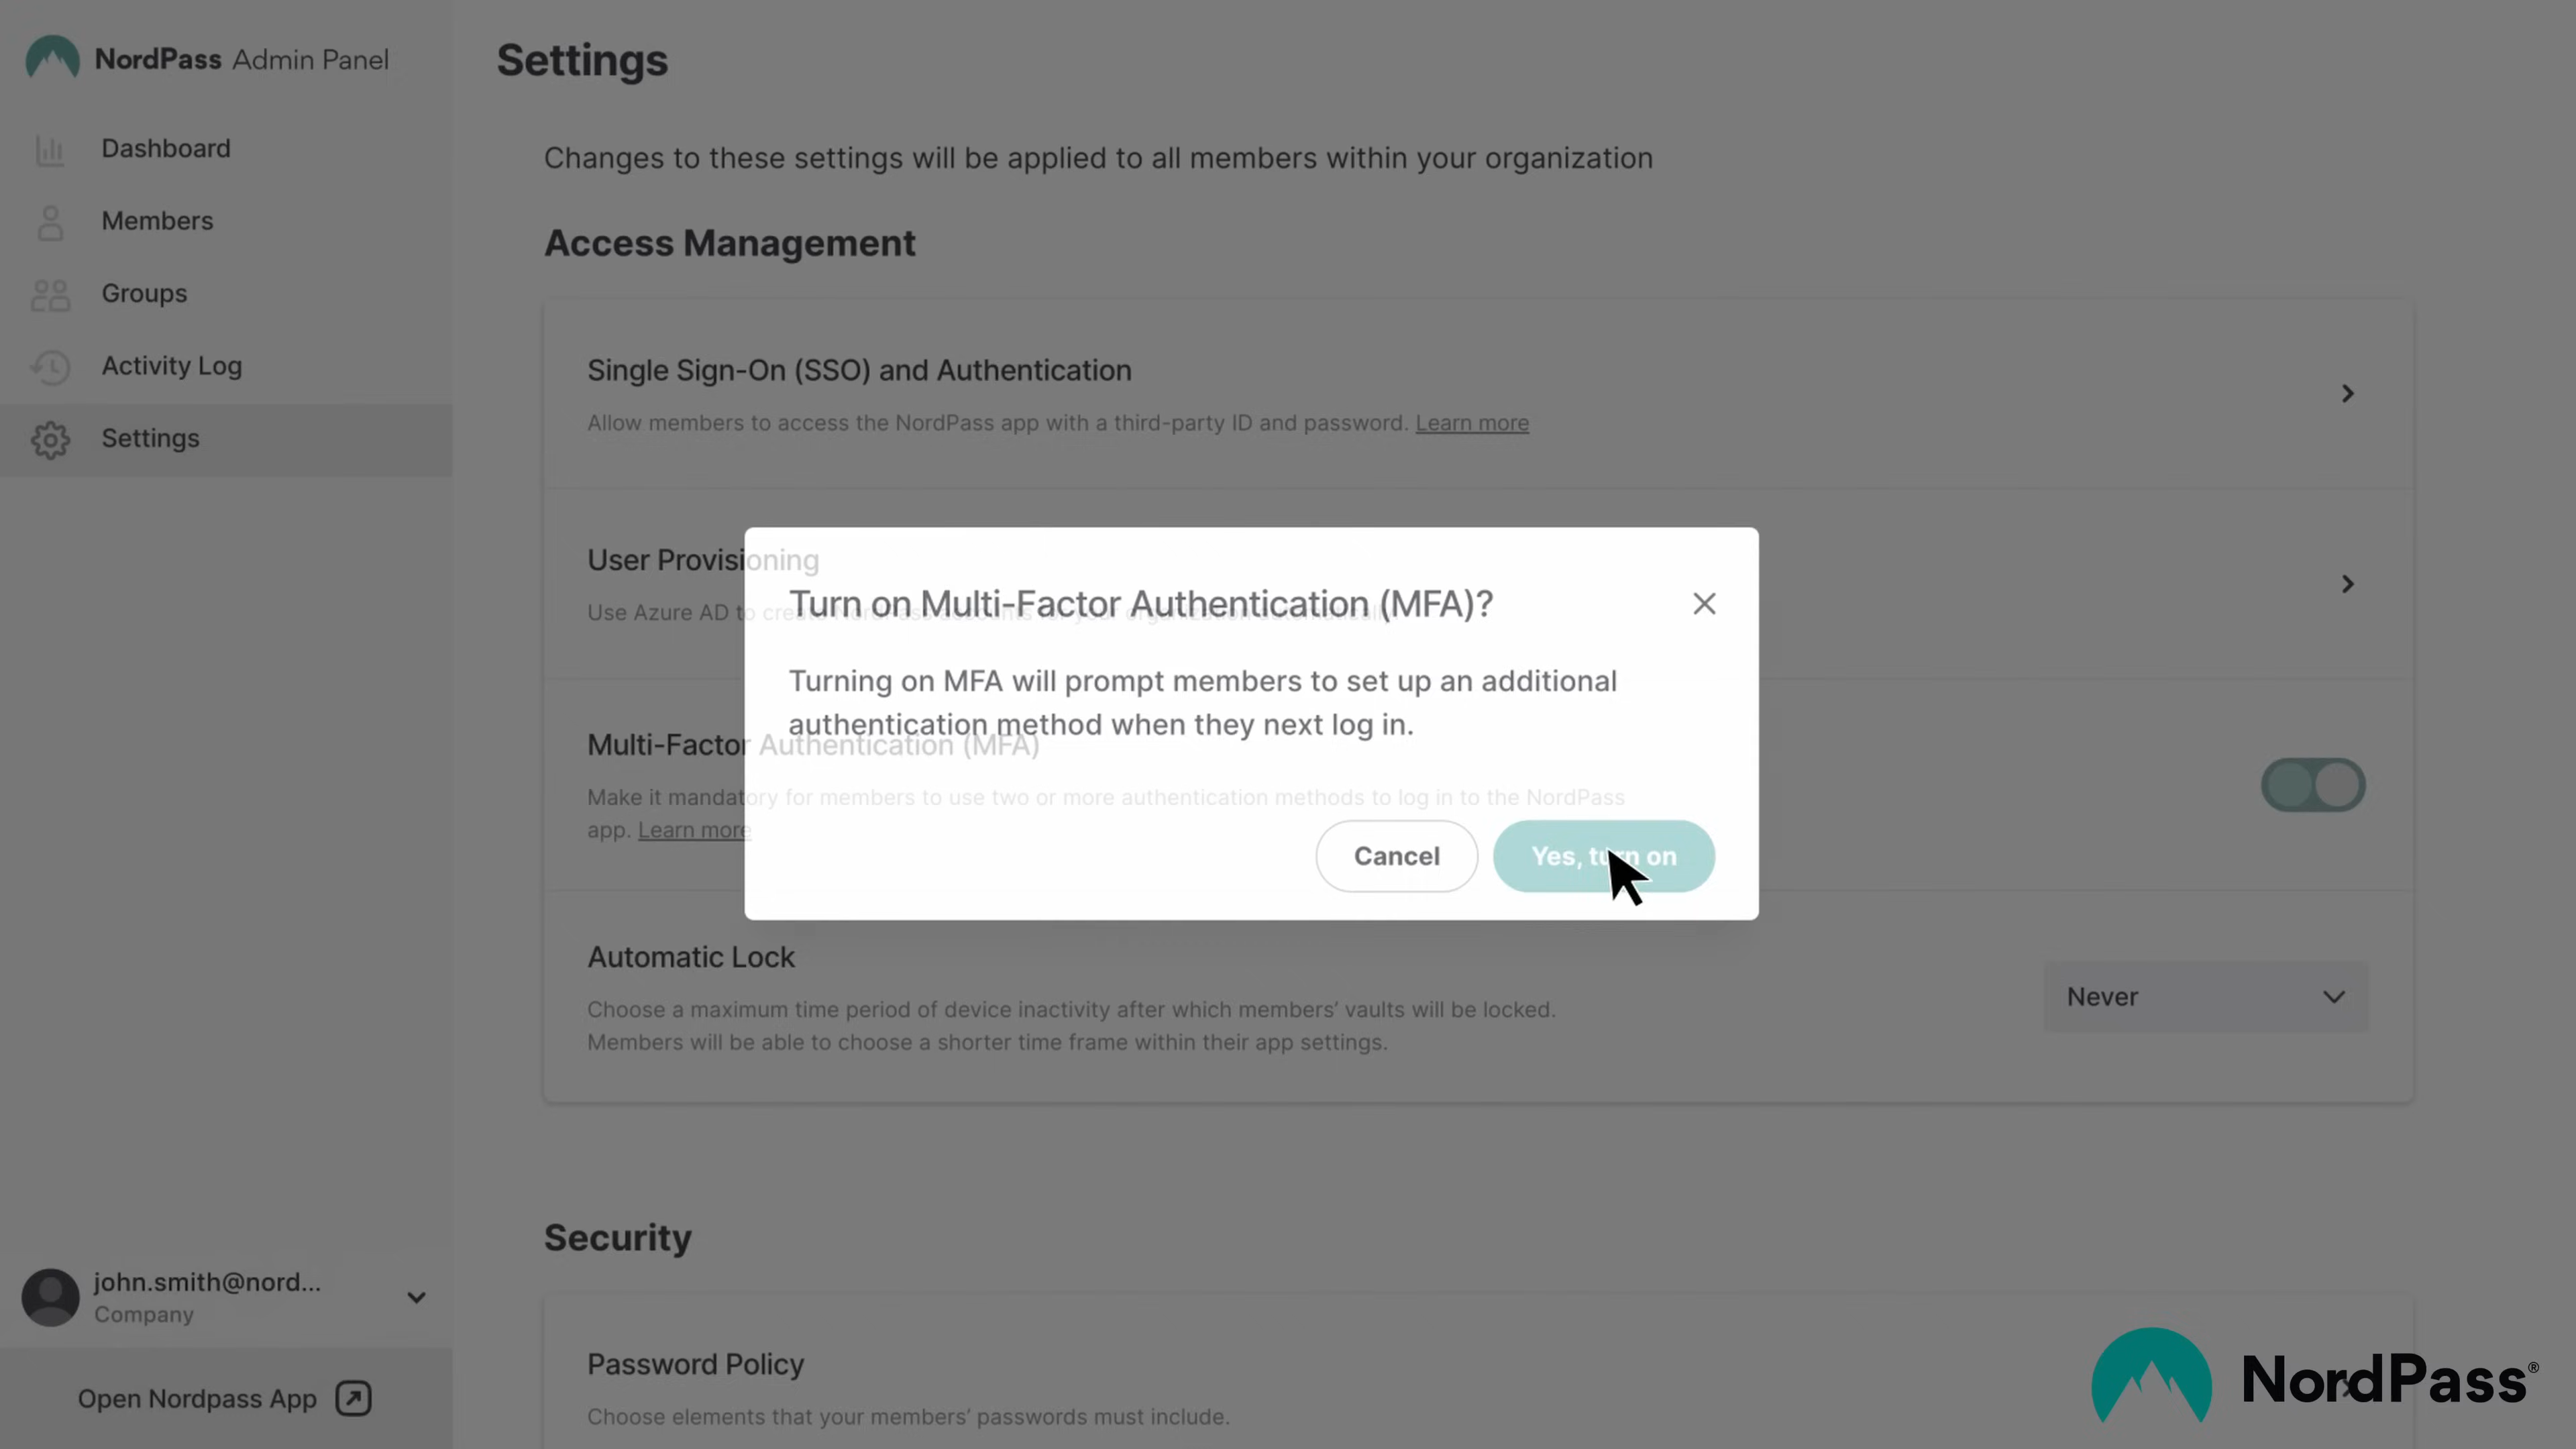 NordPass Admin Panel
Dashboard
Members
Groups
Activity Log
Settings
john.smith@nord...
Company
Open Nordpass App
Settings
Changes to these settings will be applied to all members within your organization
Access Management
Single Sign-On (SSO) and Authentication
Allow members to access the NordPass app with a third-party ID and password. Learn more
User Provisioning
Use Azure AD to create NordPass accounts for your organization automatically.
Turn on Multi-Factor Authentication (MFA)?
Turning on MFA will prompt members to set up an additional
authentication method when they next log in.
Cancel
Yes, turn on
Multi-Factor Authentication (MFA)
Make it mandatory for members to use two or more authentication methods to log in to the NordPass
app. Learn more
Automatic Lock
Choose a maximum time period of device inactivity after which members’ vaults will be locked.
Members will be able to choose a shorter time frame within their app settings.
Never
Security
Password Policy
Choose elements that your members’ passwords must include.
NordPass®